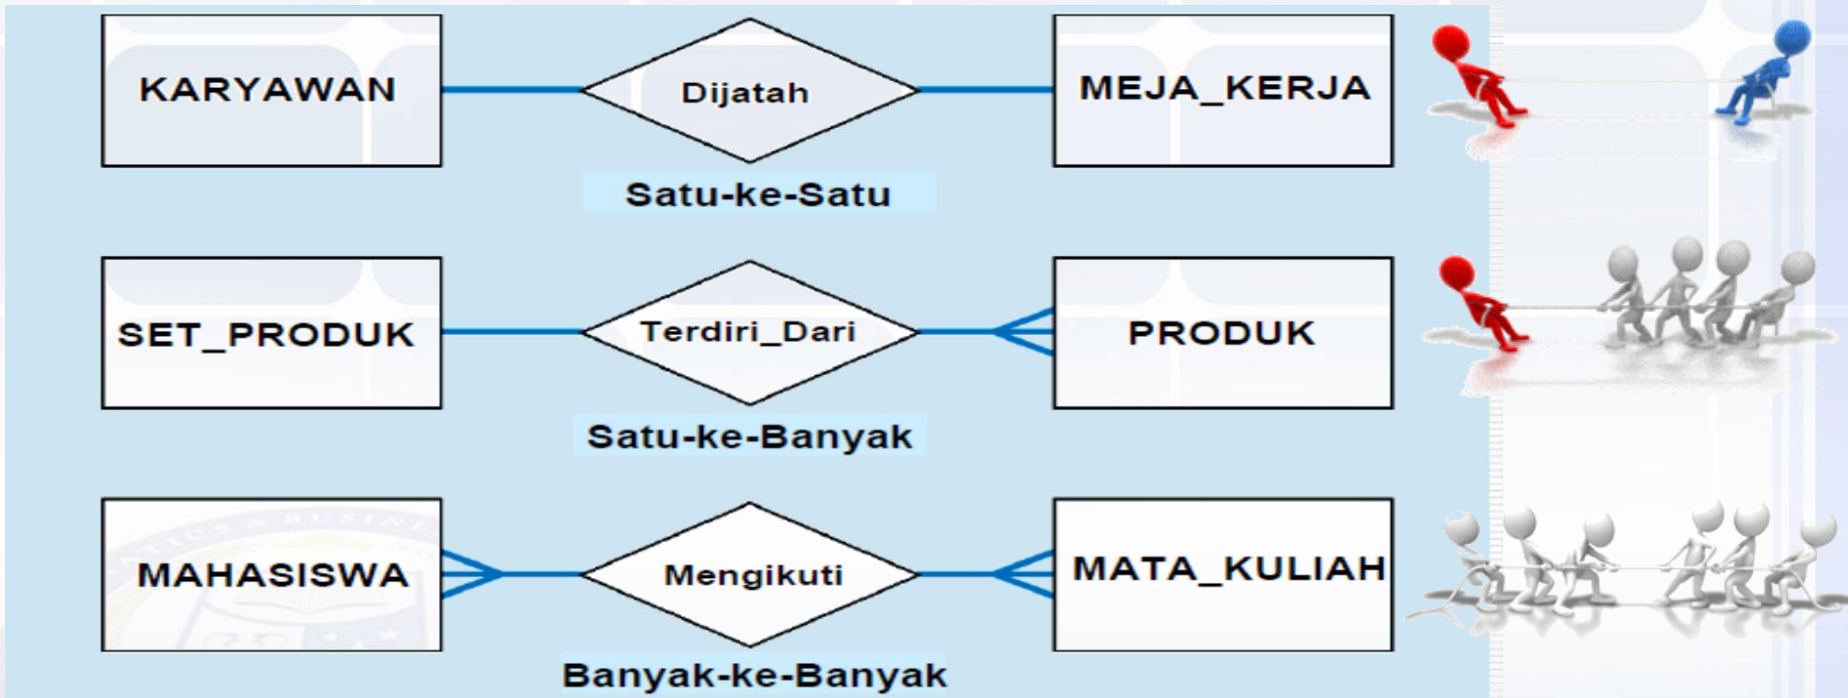 KARYAWAN
Dijatah
MEJA_KERJA
Satu-ke-Satu
SET_PRODUK
Terdiri_Dari
PRODUK
Satu-ke-Banyak
MAHASISWA
Mengikuti
MATA_KULIAH
Banyak-ke-Banyak